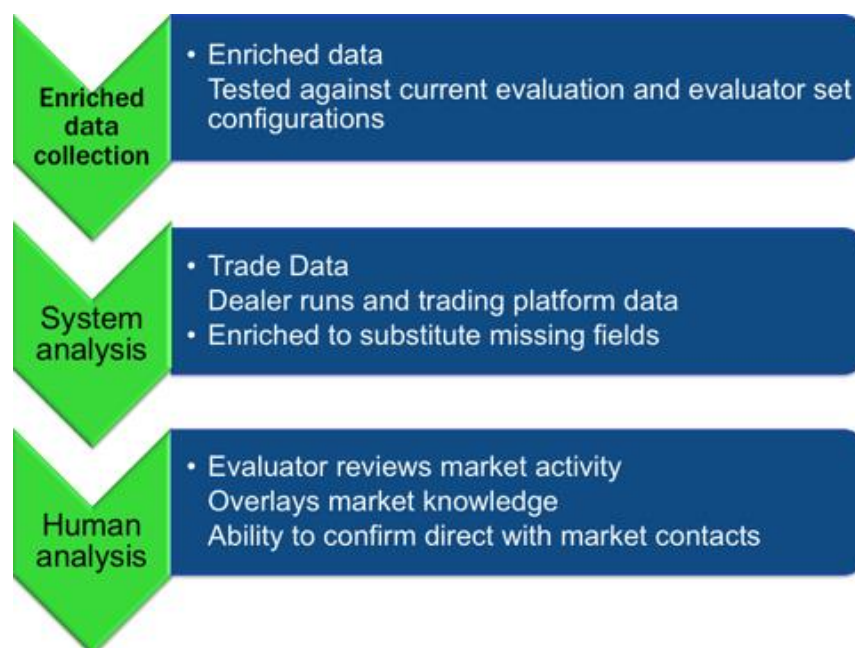 Enriched
data
collection
• Enriched data
Tested against current evaluation and evaluator set
configurations
System
analysis
• Trade Data
Dealer runs and trading platform data
• Enriched to substitute missing fields
Human
analysis
• Evaluator reviews market activity
Overlays market knowledge
Ability to confirm direct with market contacts